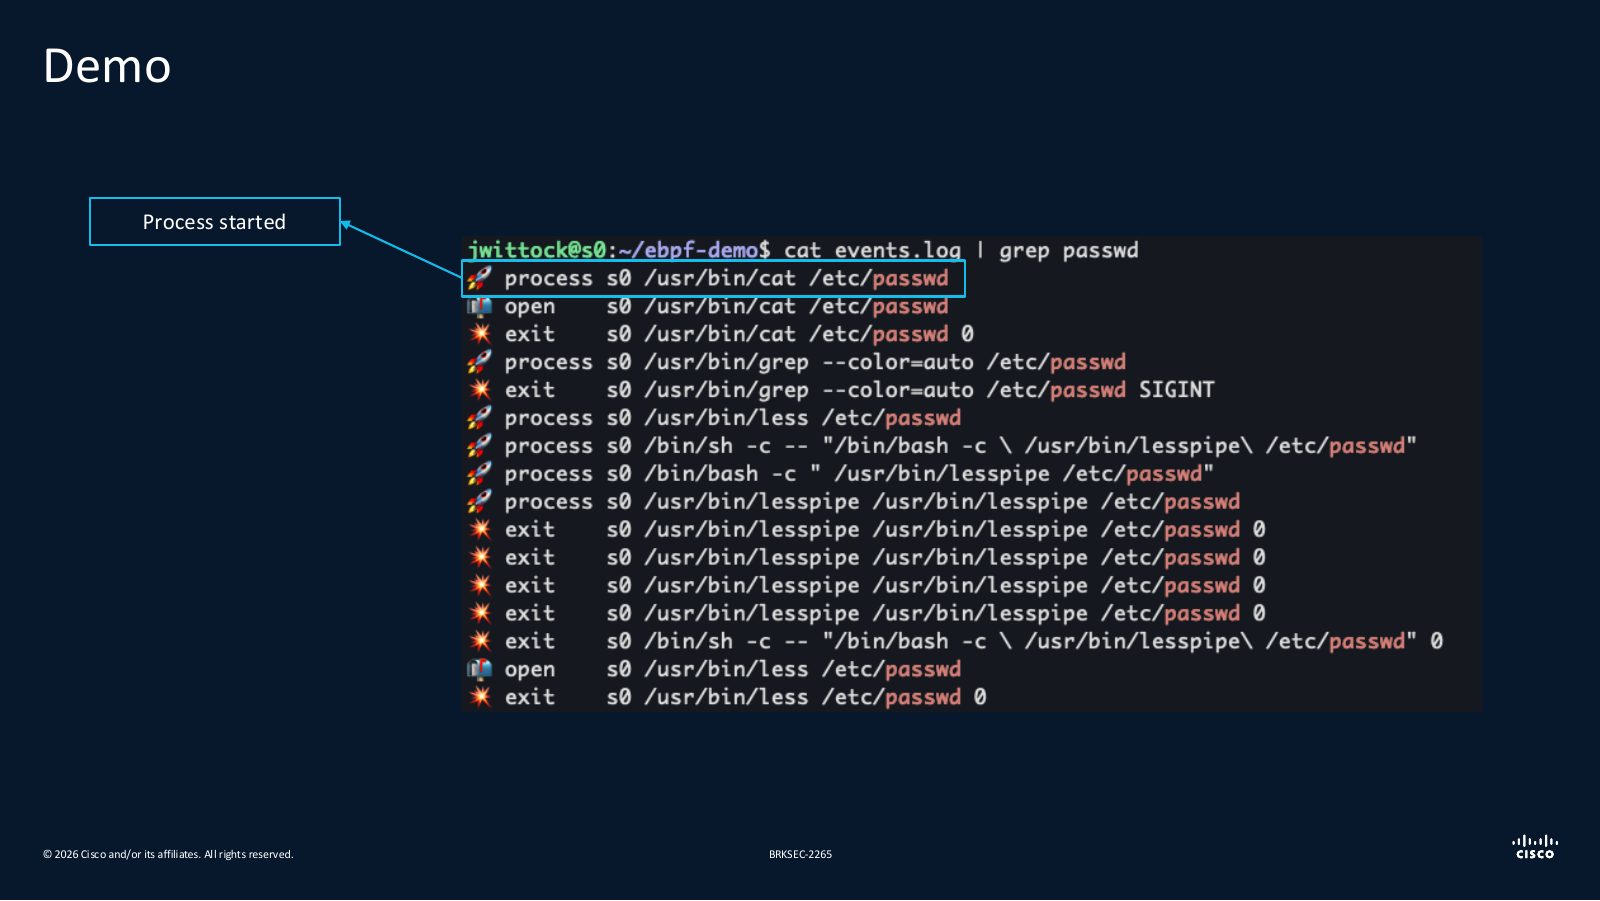 Demo
Process started
jwittock@s0:~/ebpf-demo$ cat events.log | grep passwd
🚀 process s0 /usr/bin/cat /etc/passwd
📬 open    s0 /usr/bin/cat /etc/passwd
💥 exit    s0 /usr/bin/cat /etc/passwd 0
🚀 process s0 /usr/bin/grep --color=auto /etc/passwd
💥 exit    s0 /usr/bin/grep --color=auto /etc/passwd SIGINT
🚀 process s0 /usr/bin/less /etc/passwd
🚀 process s0 /bin/sh -c -- "/bin/bash -c \ /usr/bin/lesspipe\ /etc/passwd"
🚀 process s0 /bin/bash -c " /usr/bin/lesspipe /etc/passwd"
🚀 process s0 /usr/bin/lesspipe /usr/bin/lesspipe /etc/passwd
💥 exit    s0 /usr/bin/lesspipe /usr/bin/lesspipe /etc/passwd 0
💥 exit    s0 /usr/bin/lesspipe /usr/bin/lesspipe /etc/passwd 0
💥 exit    s0 /usr/bin/lesspipe /usr/bin/lesspipe /etc/passwd 0
💥 exit    s0 /usr/bin/lesspipe /usr/bin/lesspipe /etc/passwd 0
💥 exit    s0 /bin/sh -c -- "/bin/bash -c \ /usr/bin/lesspipe\ /etc/passwd" 0
📬 open    s0 /usr/bin/less /etc/passwd
💥 exit    s0 /usr/bin/less /etc/passwd 0
© 2026 Cisco and/or its affiliates. All rights reserved.
BRKSEC-2265
CISCO